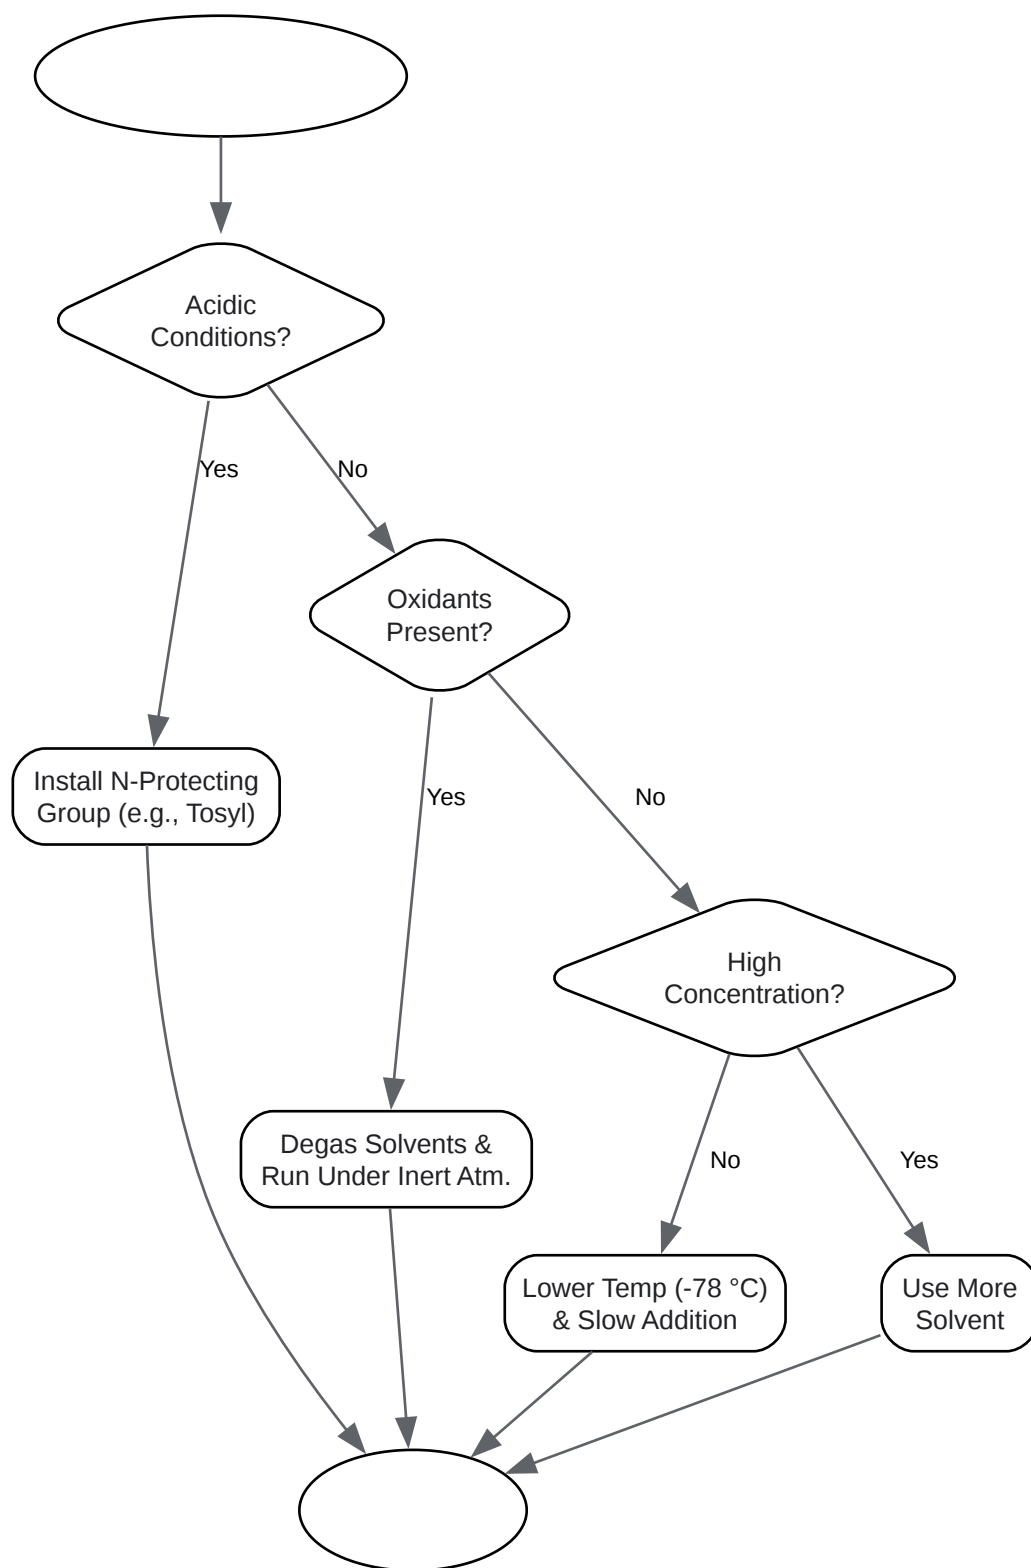 Acidic
Conditions?
Yes
No
Oxidants
Present?
Install N-Protecting
Group (e.g., Tosyl)
Yes
No
High
Concentration?
Degas Solvents &
Run Under Inert Atm.
No
Yes
Lower Temp (-78 °C)
& Slow Addition
Use More
Solvent